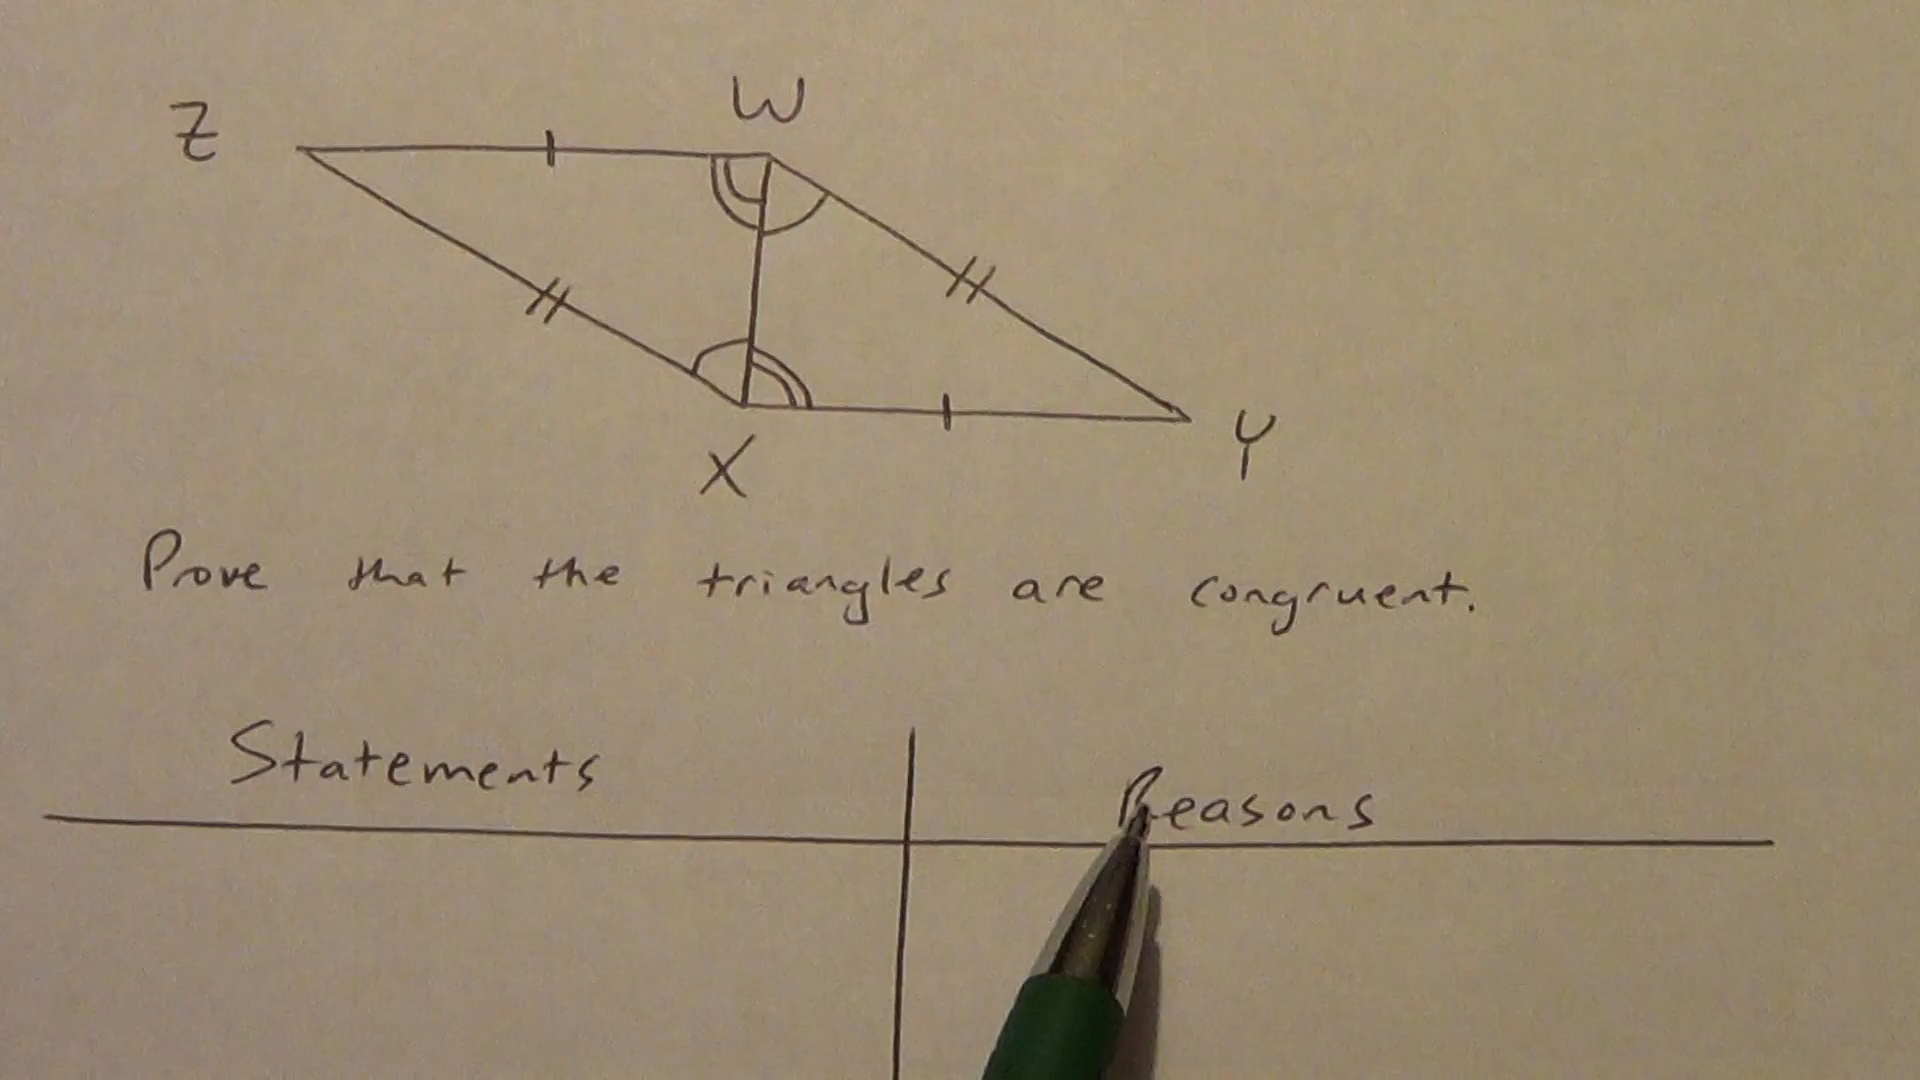 W
Z
Y
X
Prove that the triangles are congruent.
Statements
Reasons